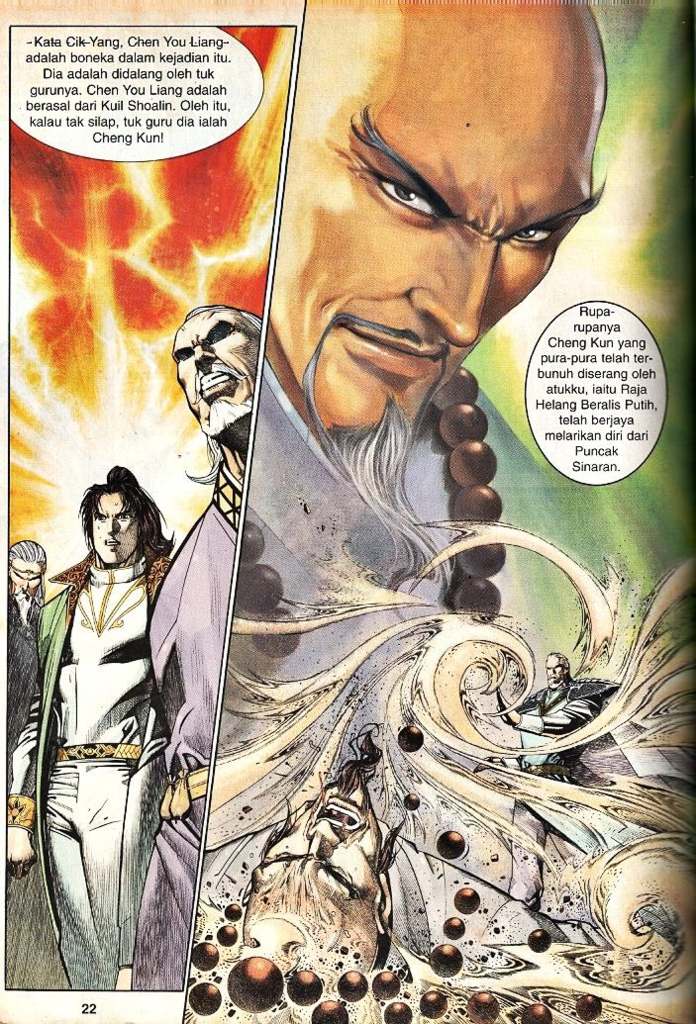 Kata Cik Yang, Chen You Liang
adalah boneka dalam kejadian itu.
Dia adalah didalang oleh tuk
gurunya. Chen You Liang adalah
berasal dari Kuil Shoalin. Oleh itu,
kalau tak silap, tuk guru dia ialah
Cheng Kun!
Rupa-
rupanya
Cheng Kun yang
pura-pura telah ter-
bunuh diserang oleh
atukku, iaitu Raja
Helang Beralis Putih,
telah berjaya
melarikan diri dari
Puncak
Sinaran.
22